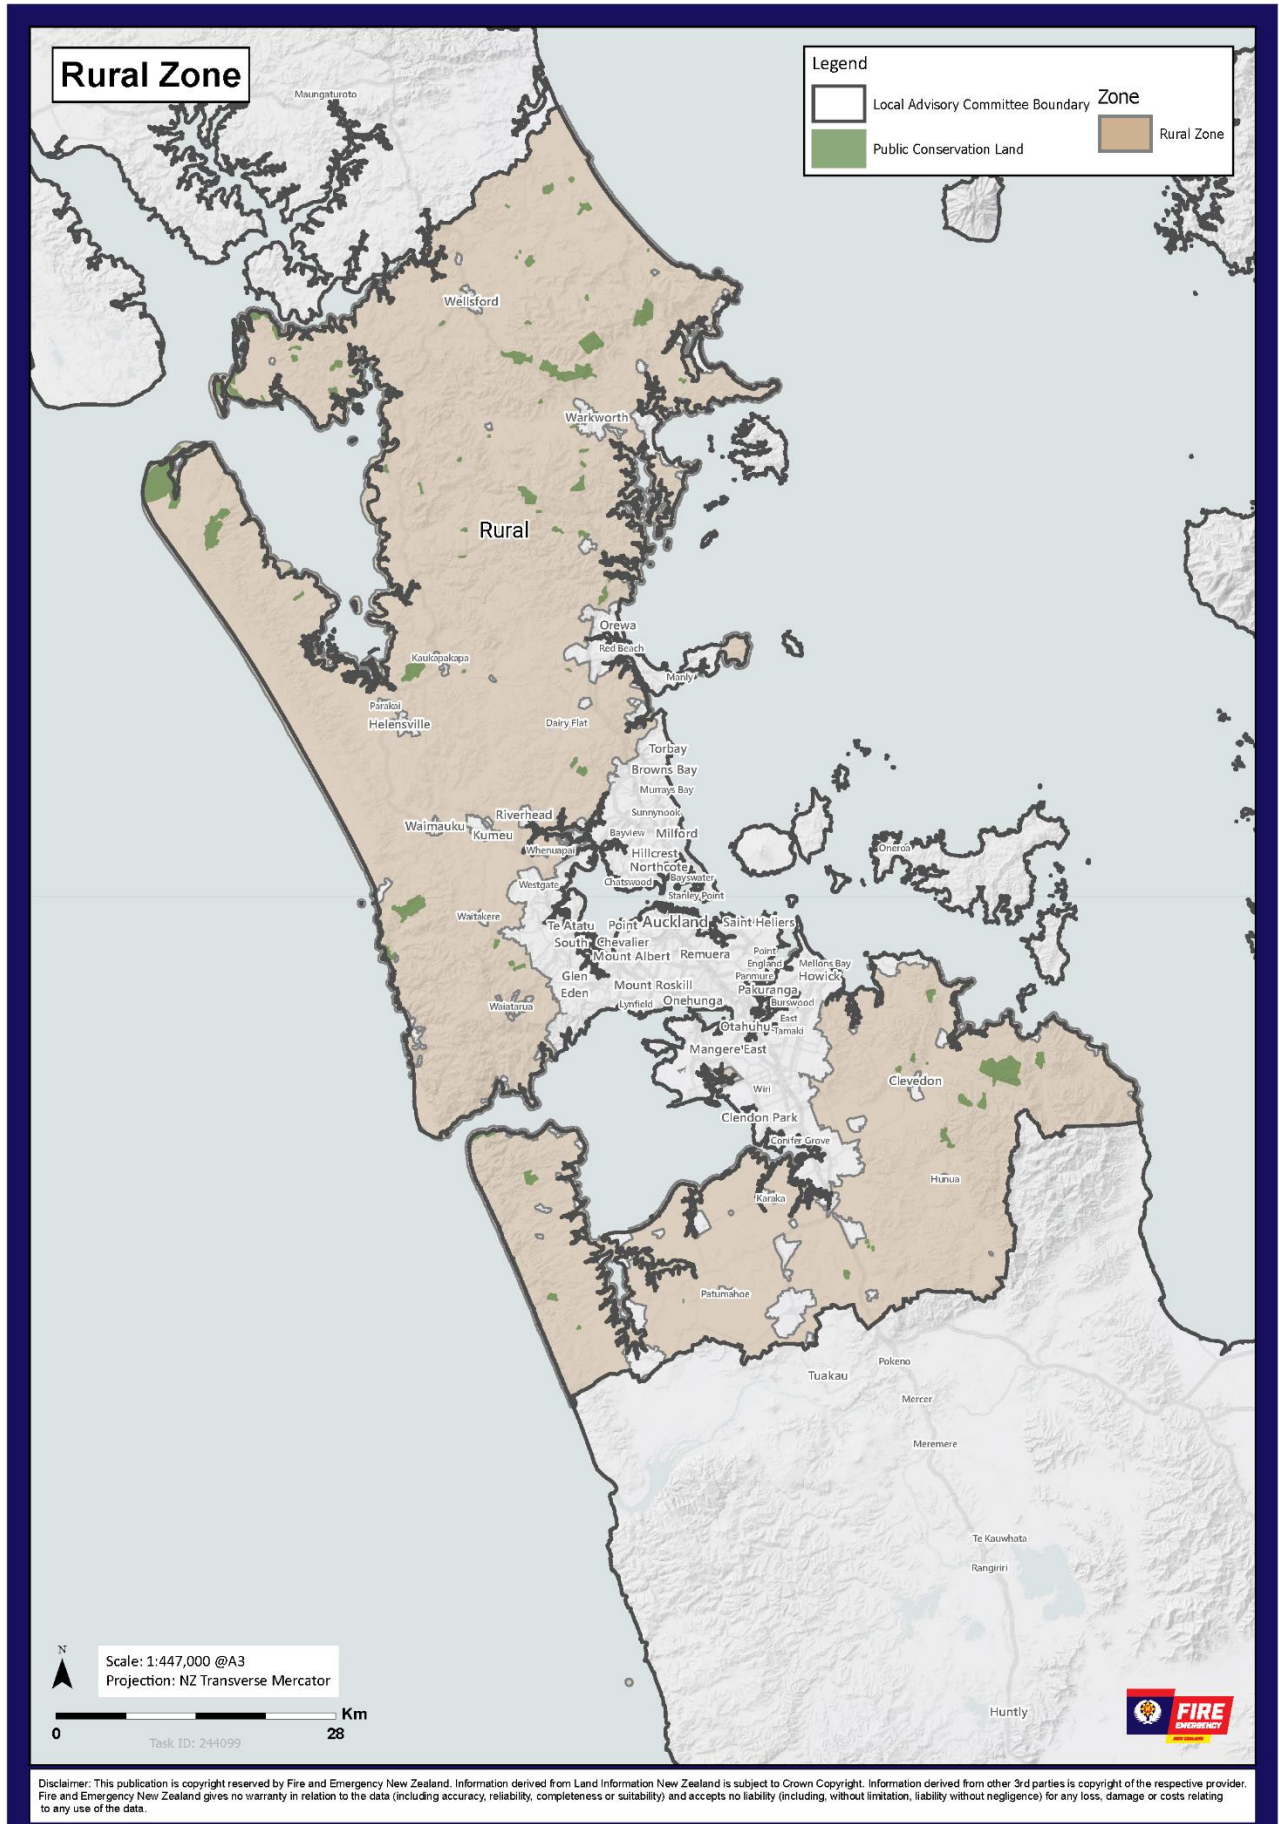 Rural Zone
Legend
Local Advisory Committee Boundary
Public Conservation Land
Zone
Rural Zone
Maungaturoto
Wellsford
Warkworth
Rural
Orewa
Red Beach
Kaukapakapa
Manly
Parakai
Helensville
Dairy Flat
Torbay
Browns Bay
Murrays Bay
Sunnynook
Riverhead
Waimauku
Kumeu
Bayview
Milford
Whenuapai
Hillcrest
Oneroa
Northcote
Westgate
Chatswood
Bayswater
Stanley Point
Waitakere
Te Atatu
South
Point
Chevalier
Auckland
Saint Heliers
Mount Albert
Remuera
Point
England
Mellons Bay
Glen
Eden
Panmure
Howick
Mount Roskill
Pakuranga
Waiatarua
Lynfield
Onehunga
Burswood
East
Tamaki
Otahuhu
Mangere East
Wiri
Clevedon
Clendon Park
Conifer Grove
Hunua
Karaka
Patumahoe
Pokeno
Tuakau
Mercer
Meremere
Te Kauwhata
Rangiriri
Huntly
N
Scale: 1:447,000 @A3
Projection: NZ Transverse Mercator
Km
0 28
Task ID: 244099
FIRE
EMERGENCY
NEW ZEALAND
Disclaimer: This publication is copyright reserved by Fire and Emergency New Zealand. Information derived from Land Information New Zealand is subject to Crown Copyright. Information derived from other 3rd parties is copyright of the respective provider.
Fire and Emergency New Zealand gives no warranty in relation to the data (including accuracy, reliability, completeness or suitability) and accepts no liability (including, without limitation, liability without negligence) for any loss, damage or costs relating
to any use of the data.